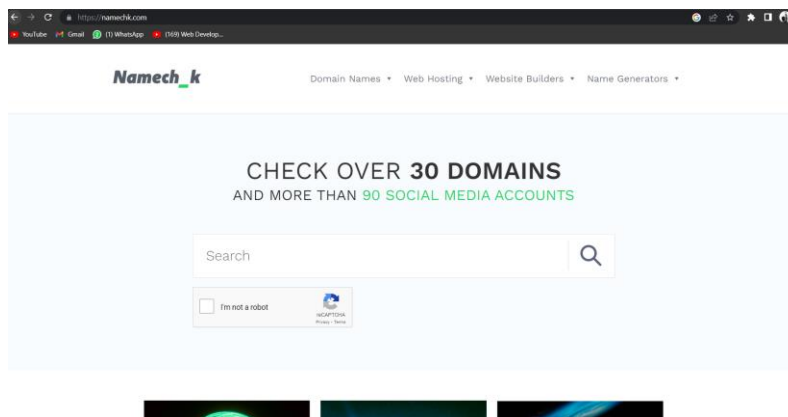 https://namechk.com
YouTube Gmail (1) WhatsApp (169) Web Develop...
Namech_k
Domain Names ▾ Web Hosting ▾ Website Builders ▾ Name Generators ▾
CHECK OVER 30 DOMAINS
AND MORE THAN 90 SOCIAL MEDIA ACCOUNTS
Search
I'm not a robot
reCAPTCHA
Privacy - Terms